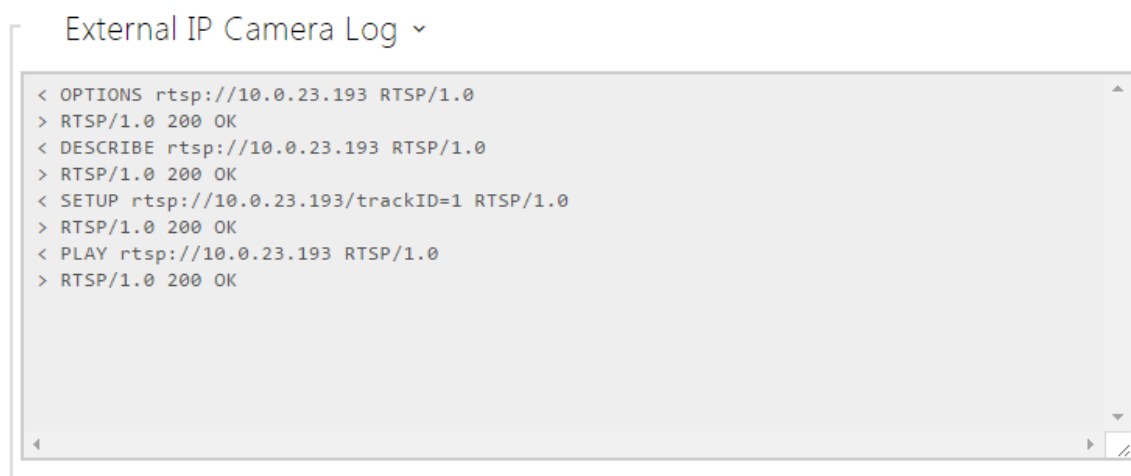 External IP Camera Log
< OPTIONS rtsp://10.0.23.193 RTSP/1.0
> RTSP/1.0 200 OK
< DESCRIBE rtsp://10.0.23.193 RTSP/1.0
> RTSP/1.0 200 OK
< SETUP rtsp://10.0.23.193/trackID=1 RTSP/1.0
> RTSP/1.0 200 OK
< PLAY rtsp://10.0.23.193 RTSP/1.0
> RTSP/1.0 200 OK